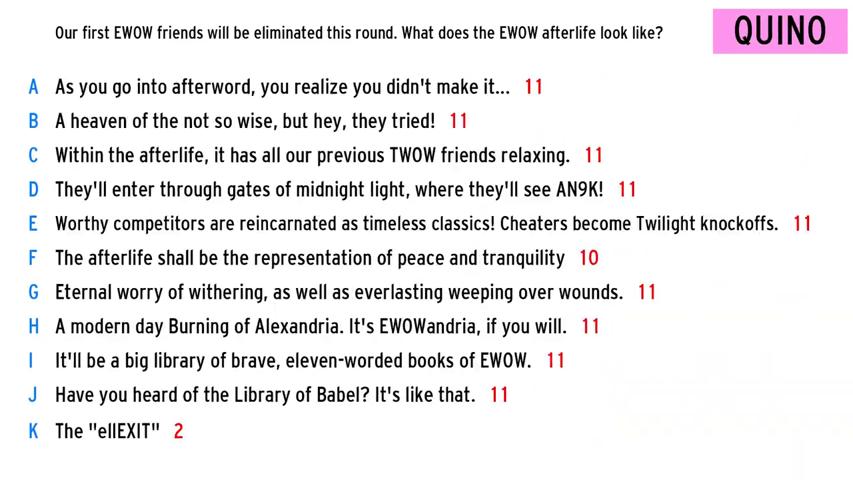 Our first EWOW friends will be eliminated this round. What does the EWOW afterlife look like?
QUINO
A As you go into afterword, you realize you didn't make it... 11
B A heaven of the not so wise, but hey, they tried! 11
C Within the afterlife, it has all our previous TWOW friends relaxing. 11
D They'll enter through gates of midnight light, where they'll see AN9K! 11
E Worthy competitors are reincarnated as timeless classics! Cheaters become Twilight knockoffs. 11
F The afterlife shall be the representation of peace and tranquility 10
G Eternal worry of withering, as well as everlasting weeping over wounds. 11
H A modern day Burning of Alexandria. It's EWOWandria, if you will. 11
I It'll be a big library of brave, eleven-worded books of EWOW. 11
J Have you heard of the Library of Babel? It's like that. 11
K The "ellEXIT" 2